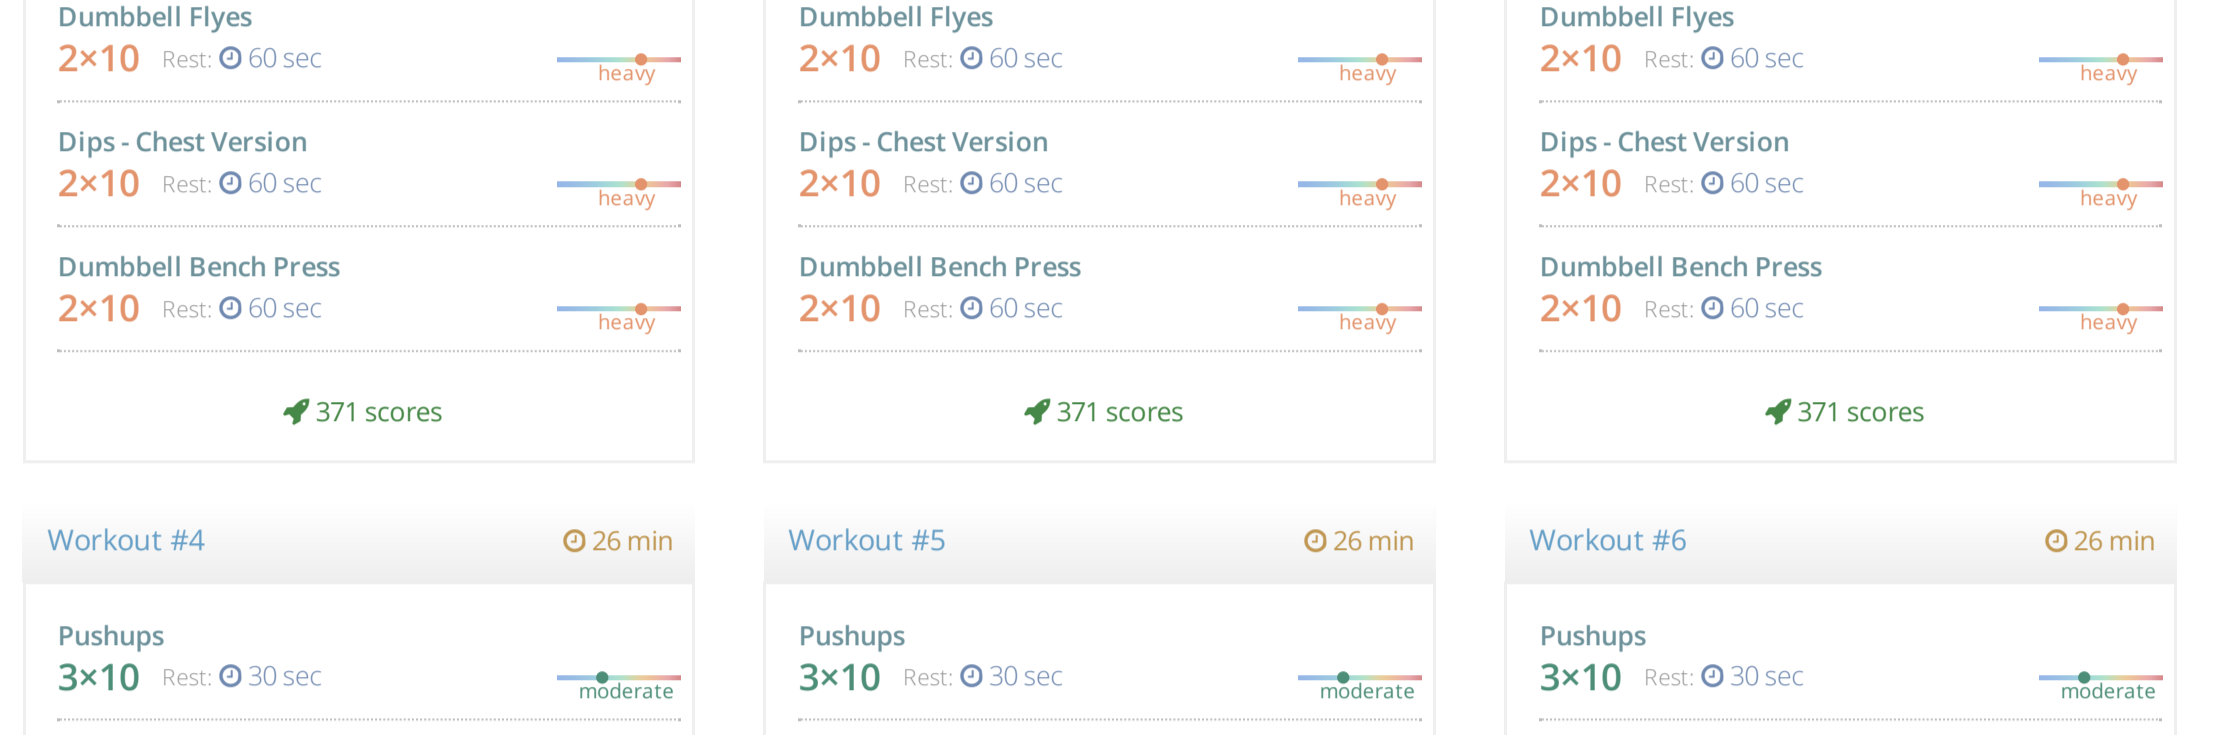 Dumbbell Flyes
2×10 Rest: 60 sec
heavy
Dips - Chest Version
2×10 Rest: 60 sec
heavy
Dumbbell Bench Press
2×10 Rest: 60 sec
heavy
371 scores
Dumbbell Flyes
2×10 Rest: 60 sec
heavy
Dips - Chest Version
2×10 Rest: 60 sec
heavy
Dumbbell Bench Press
2×10 Rest: 60 sec
heavy
371 scores
Dumbbell Flyes
2×10 Rest: 60 sec
heavy
Dips - Chest Version
2×10 Rest: 60 sec
heavy
Dumbbell Bench Press
2×10 Rest: 60 sec
heavy
371 scores
Workout #4 26 min
Pushups
3×10 Rest: 30 sec
moderate
Workout #5 26 min
Pushups
3×10 Rest: 30 sec
moderate
Workout #6 26 min
Pushups
3×10 Rest: 30 sec
moderate